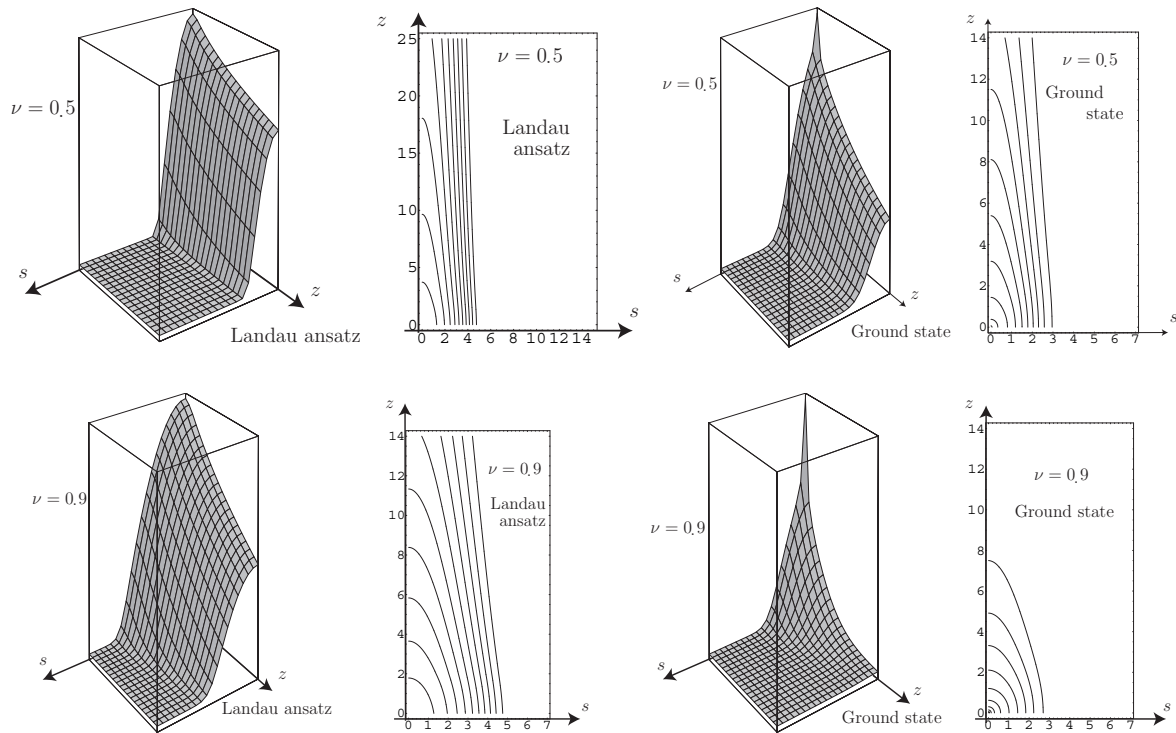 ν = 0.5
s
z
Landau ansatz
z
25
20
15
10
5
0
0 2 4 6 8 10 12 14
s
ν = 0.5
Landau
ansatz
ν = 0.5
s
z
Ground state
z
14
12
10
8
6
4
2
0
0 1 2 3 4 5 6 7
s
ν = 0.5
Ground
state
ν = 0.9
s
z
Landau ansatz
z
14
12
10
8
6
4
2
0
0 1 2 3 4 5 6 7
s
ν = 0.9
Landau
ansatz
ν = 0.9
s
z
Ground state
z
14
12
10
8
6
4
2
0
0 1 2 3 4 5 6 7
s
ν = 0.9
Ground state